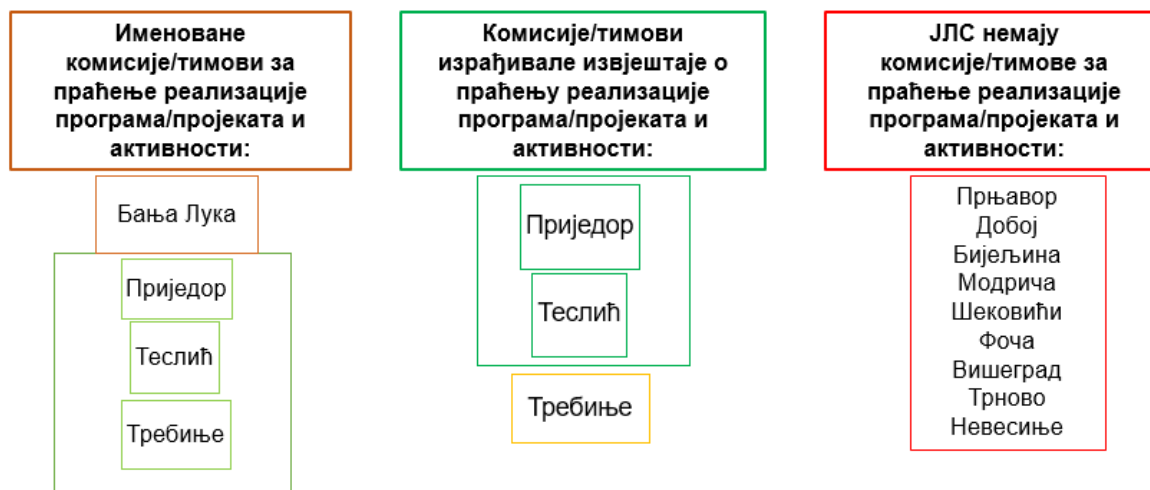 Именоване
комисије/тимови за
праћење реализације
програма/пројеката и
активности:
Бања Лука
Приједор
Теслић
Требиње
Комисије/тимови
израђивале извјештаје о
праћењу реализације
програма/пројеката и
активности:
Приједор
Теслић
Требиње
ЈЛС немају
комисије/тимове за
праћење реализације
програма/пројеката и
активности:
Прњавор
Добој
Бијељина
Модрича
Шековићи
Фоча
Вишеград
Трново
Невесиње